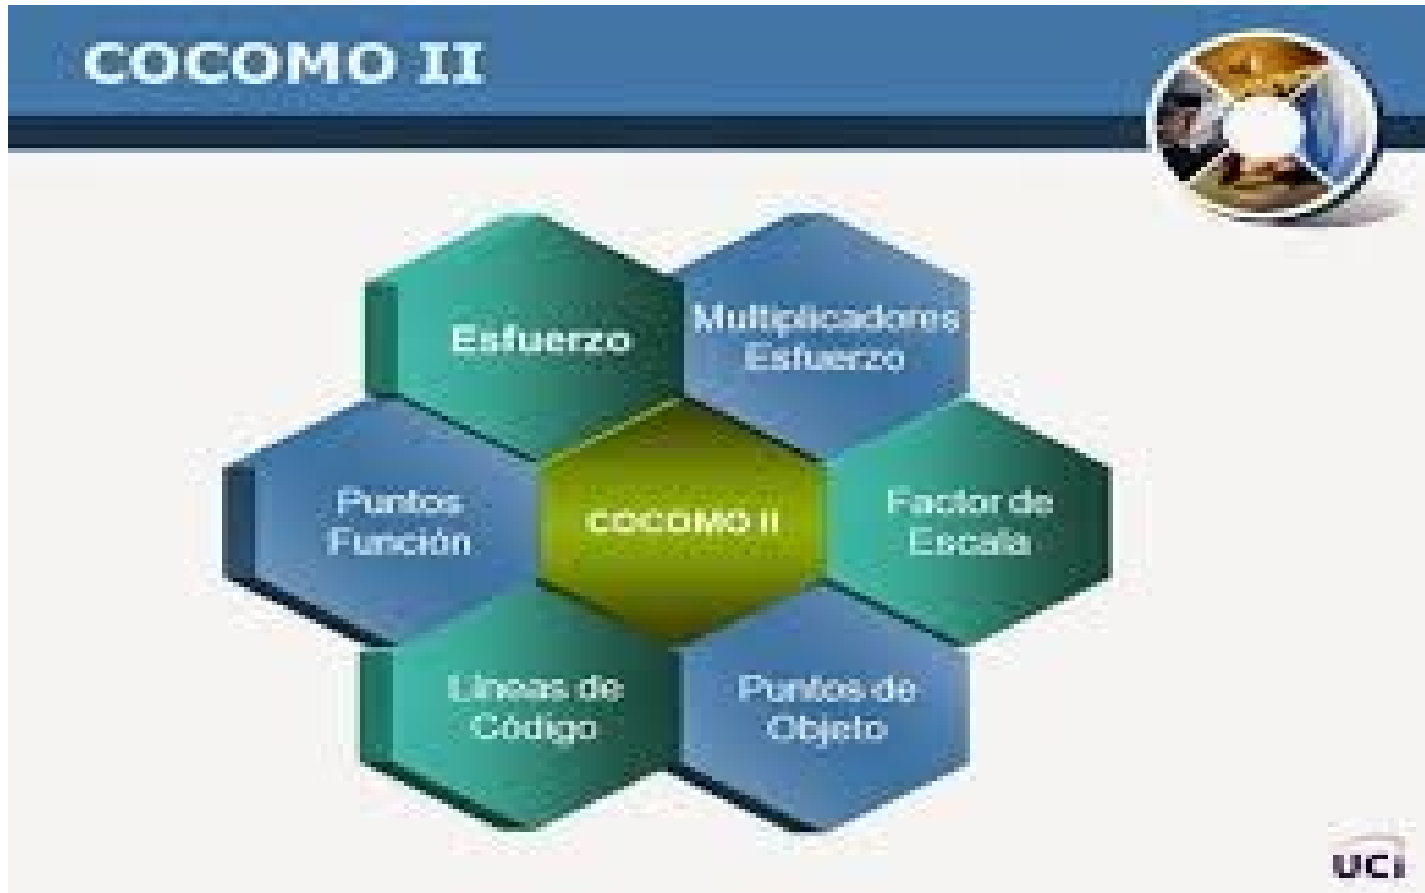 COCOMO II
Esfuerzo
Multiplicadores
Esfuerzo
Puntos
Función
COCOMO II
Factor de
Escala
Líneas de
Código
Puntos de
Objeto
UCi